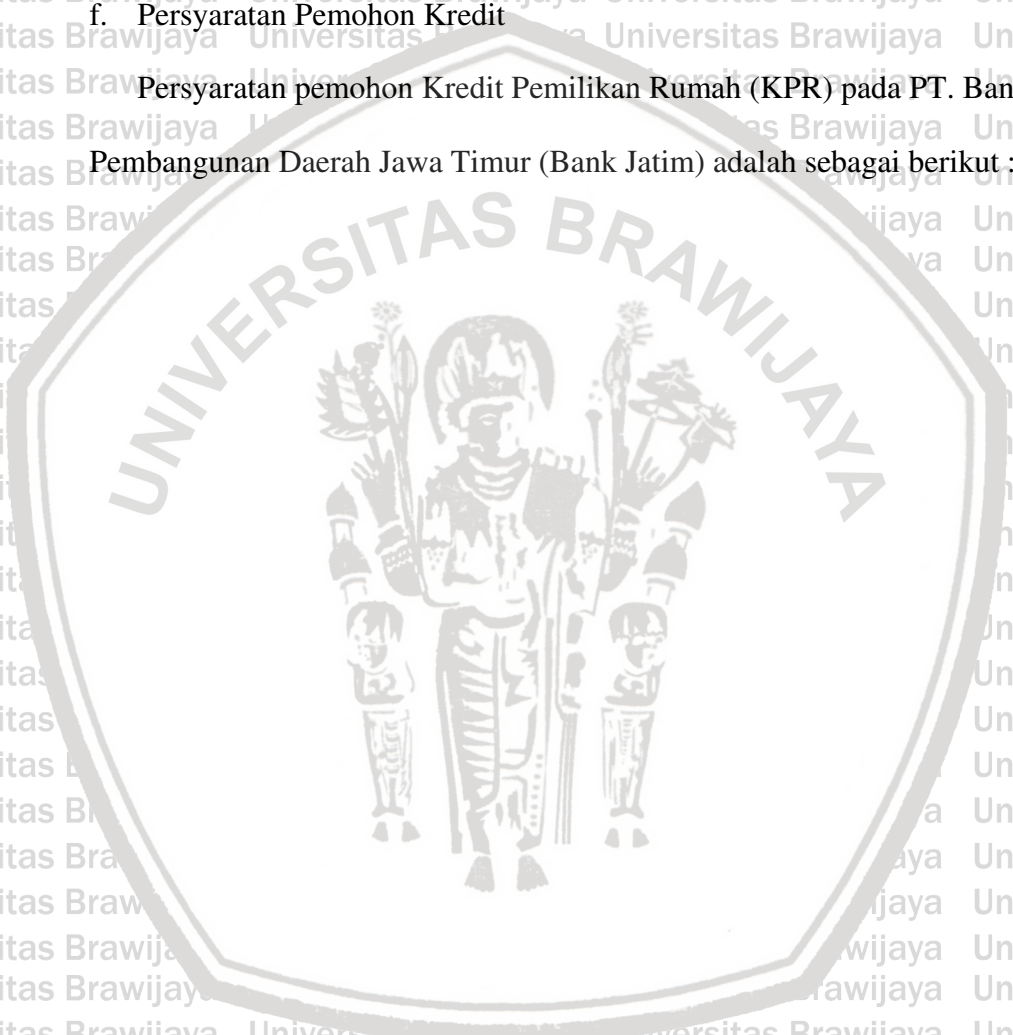 f. Persyaratan Pemohon Kredit
Persyaratan pemohon Kredit Pemilikan Rumah (KPR) pada PT. Ban
Pembangunan Daerah Jawa Timur (Bank Jatim) adalah sebagai berikut :
UNIVERSITAS BRAWIJAYA